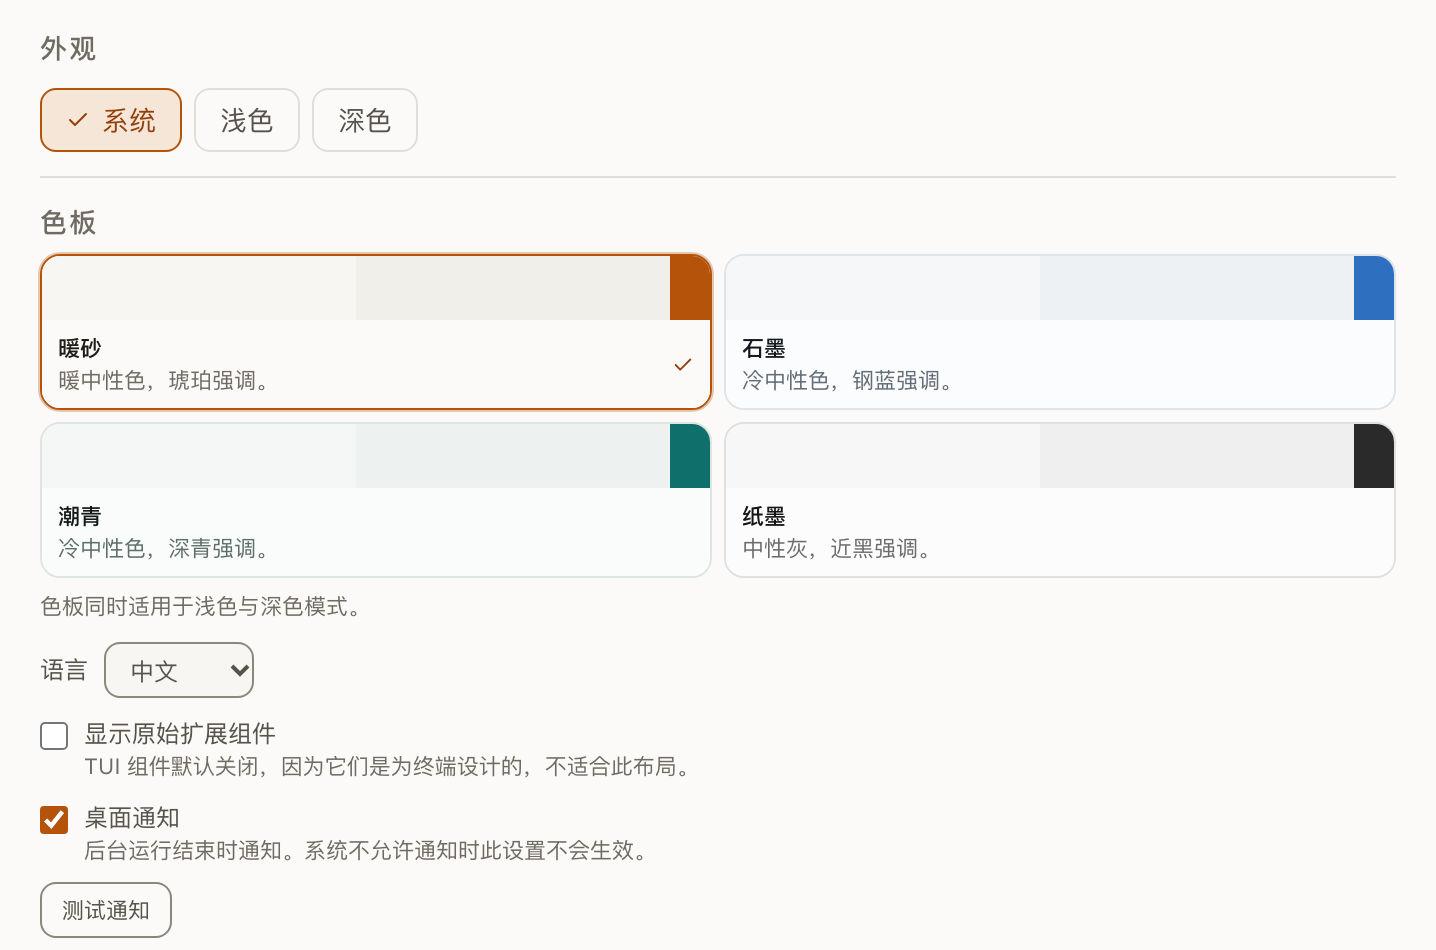 外观
系统
浅色
深色
色板
暖砂
暖中性色，琥珀强调。
石墨
冷中性色，钢蓝强调。
潮青
冷中性色，深青强调。
纸墨
中性灰，近黑强调。
色板同时适用于浅色与深色模式。
语言 中文
显示原始扩展组件
TUI 组件默认关闭，因为它们是为终端设计的，不适合此布局。
桌面通知
后台运行结束时通知。系统不允许通知时此设置不会生效。
测试通知